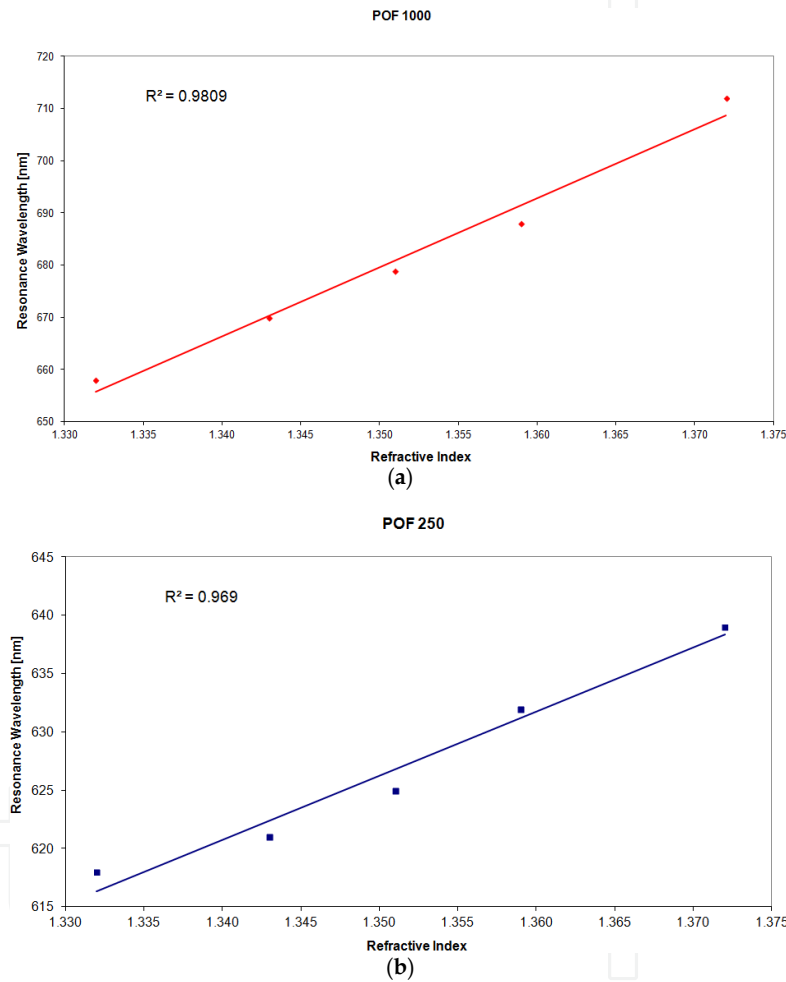 POF 1000
720
R² = 0.9809
710
700
690
680
670
660
650
Resonance Wavelength [nm]
1.330 1.335 1.340 1.345 1.350 1.355 1.360 1.365 1.370 1.375
Refractive Index
(a)
POF 250
645
R² = 0.969
640
635
630
625
620
615
Resonance Wavelength [nm]
1.330 1.335 1.340 1.345 1.350 1.355 1.360 1.365 1.370 1.375
Refractive Index
(b)